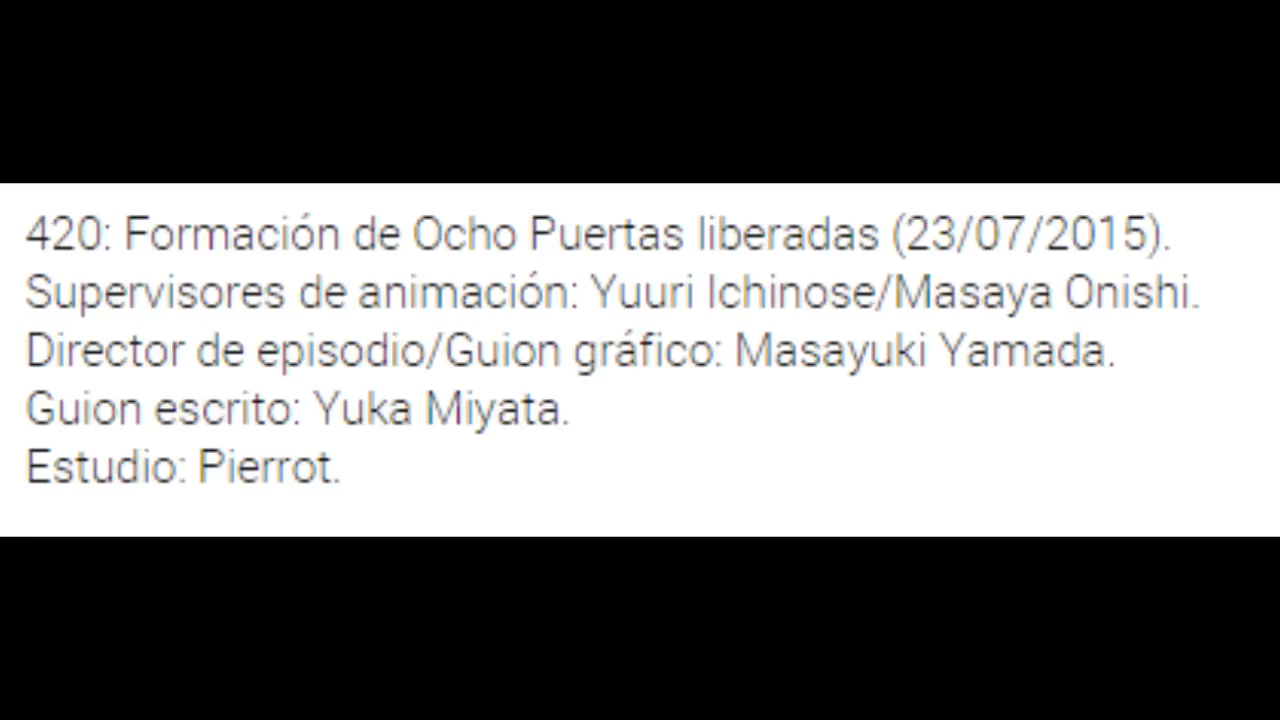 420: Formación de Ocho Puertas liberadas (23/07/2015).
Supervisores de animación: Yuuri Ichinose/Masaya Onishi.
Director de episodio/Guion gráfico: Masayuki Yamada.
Guion escrito: Yuka Miyata.
Estudio: Pierrot.